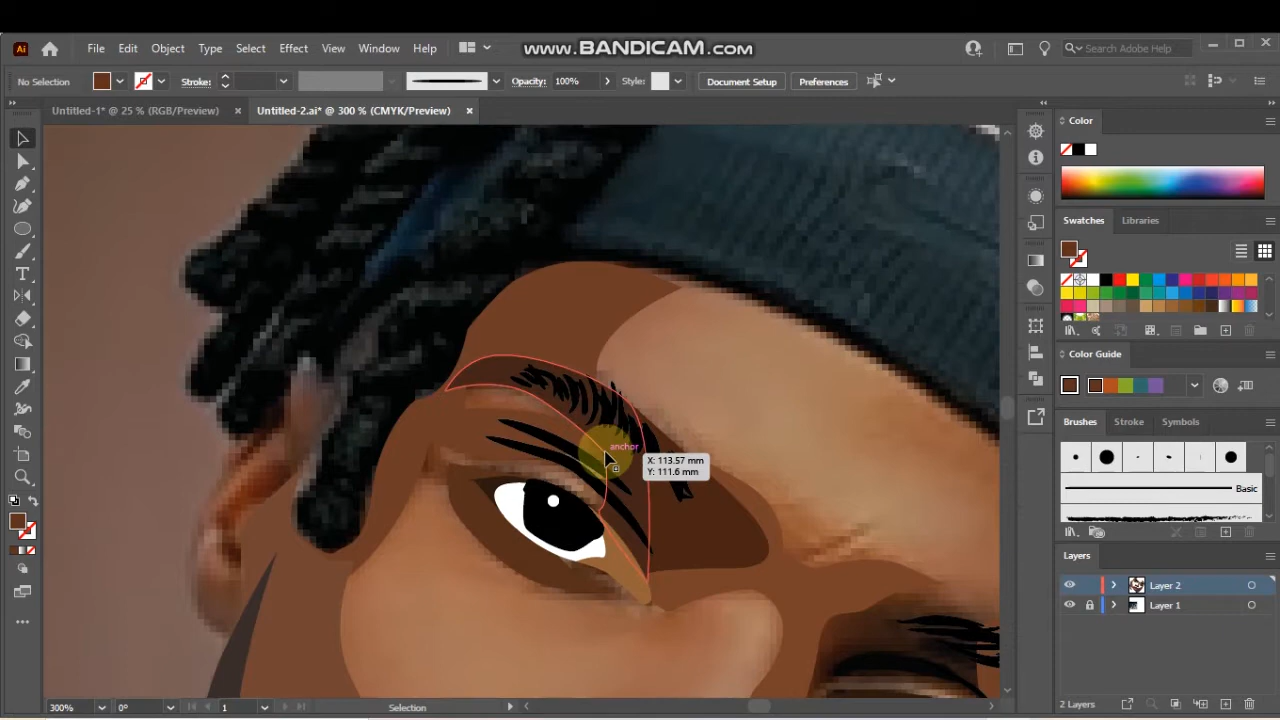 www.BANDICAM.com
Ai File Edit Object Type Select Effect View Window Help Search Adobe Help
No Selection Stroke: Opacity: 100% Style: Document Setup Preferences
Untitled-1* @ 25 % (RGB/Preview) × Untitled-2.ai* @ 300 % (CMYK/Preview) ×
Color
Swatches Libraries
Color Guide
Brushes Stroke Symbols
Basic
anchor
X: 113.57 mm
Y: 111.6 mm
Layers
Layer 2
Layer 1
2 Layers
300% 0° 1 Selection